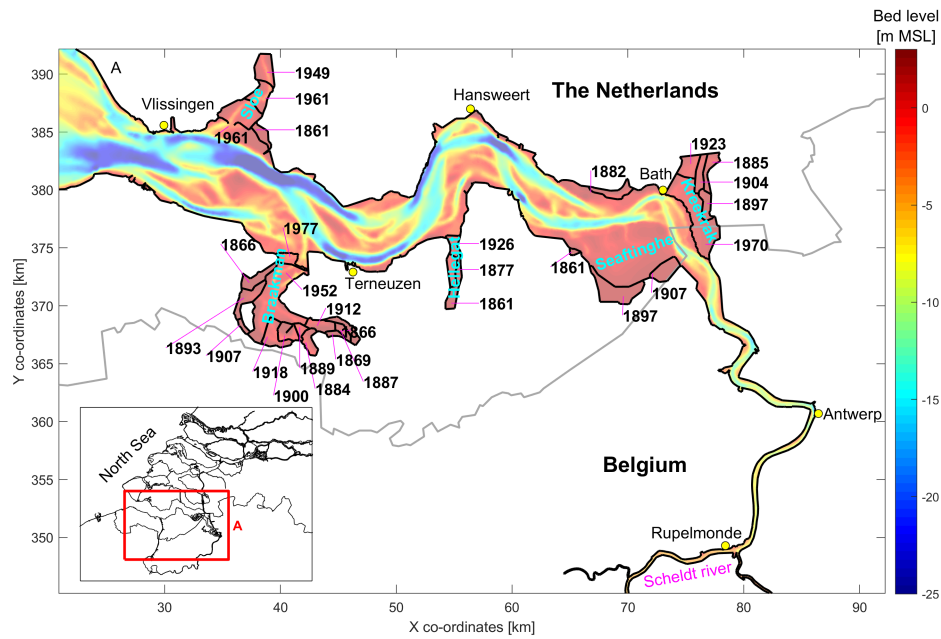 Bed level
[m MSL]
A
390
385
380
375
370
365
360
355
350
Y co-ordinates [km]
30
40
50
60
70
80
90
X co-ordinates [km]
0
-5
-10
-15
-20
-25
Vlissingen
Sloe
1949
1961
1861
1961
Hansweert
The Netherlands
1882
Bath
Kreekrak
1923
1885
1904
1897
1970
1977
1866
Braakman
1952
Terneuzen
Hellegat
1926
1877
1861
Saeftinghe
1861
1907
1897
1912
1866
1893
1907
1869
1918
1889
1887
1884
1900
Antwerp
Belgium
Rupelmonde
Scheldt river
North Sea
A